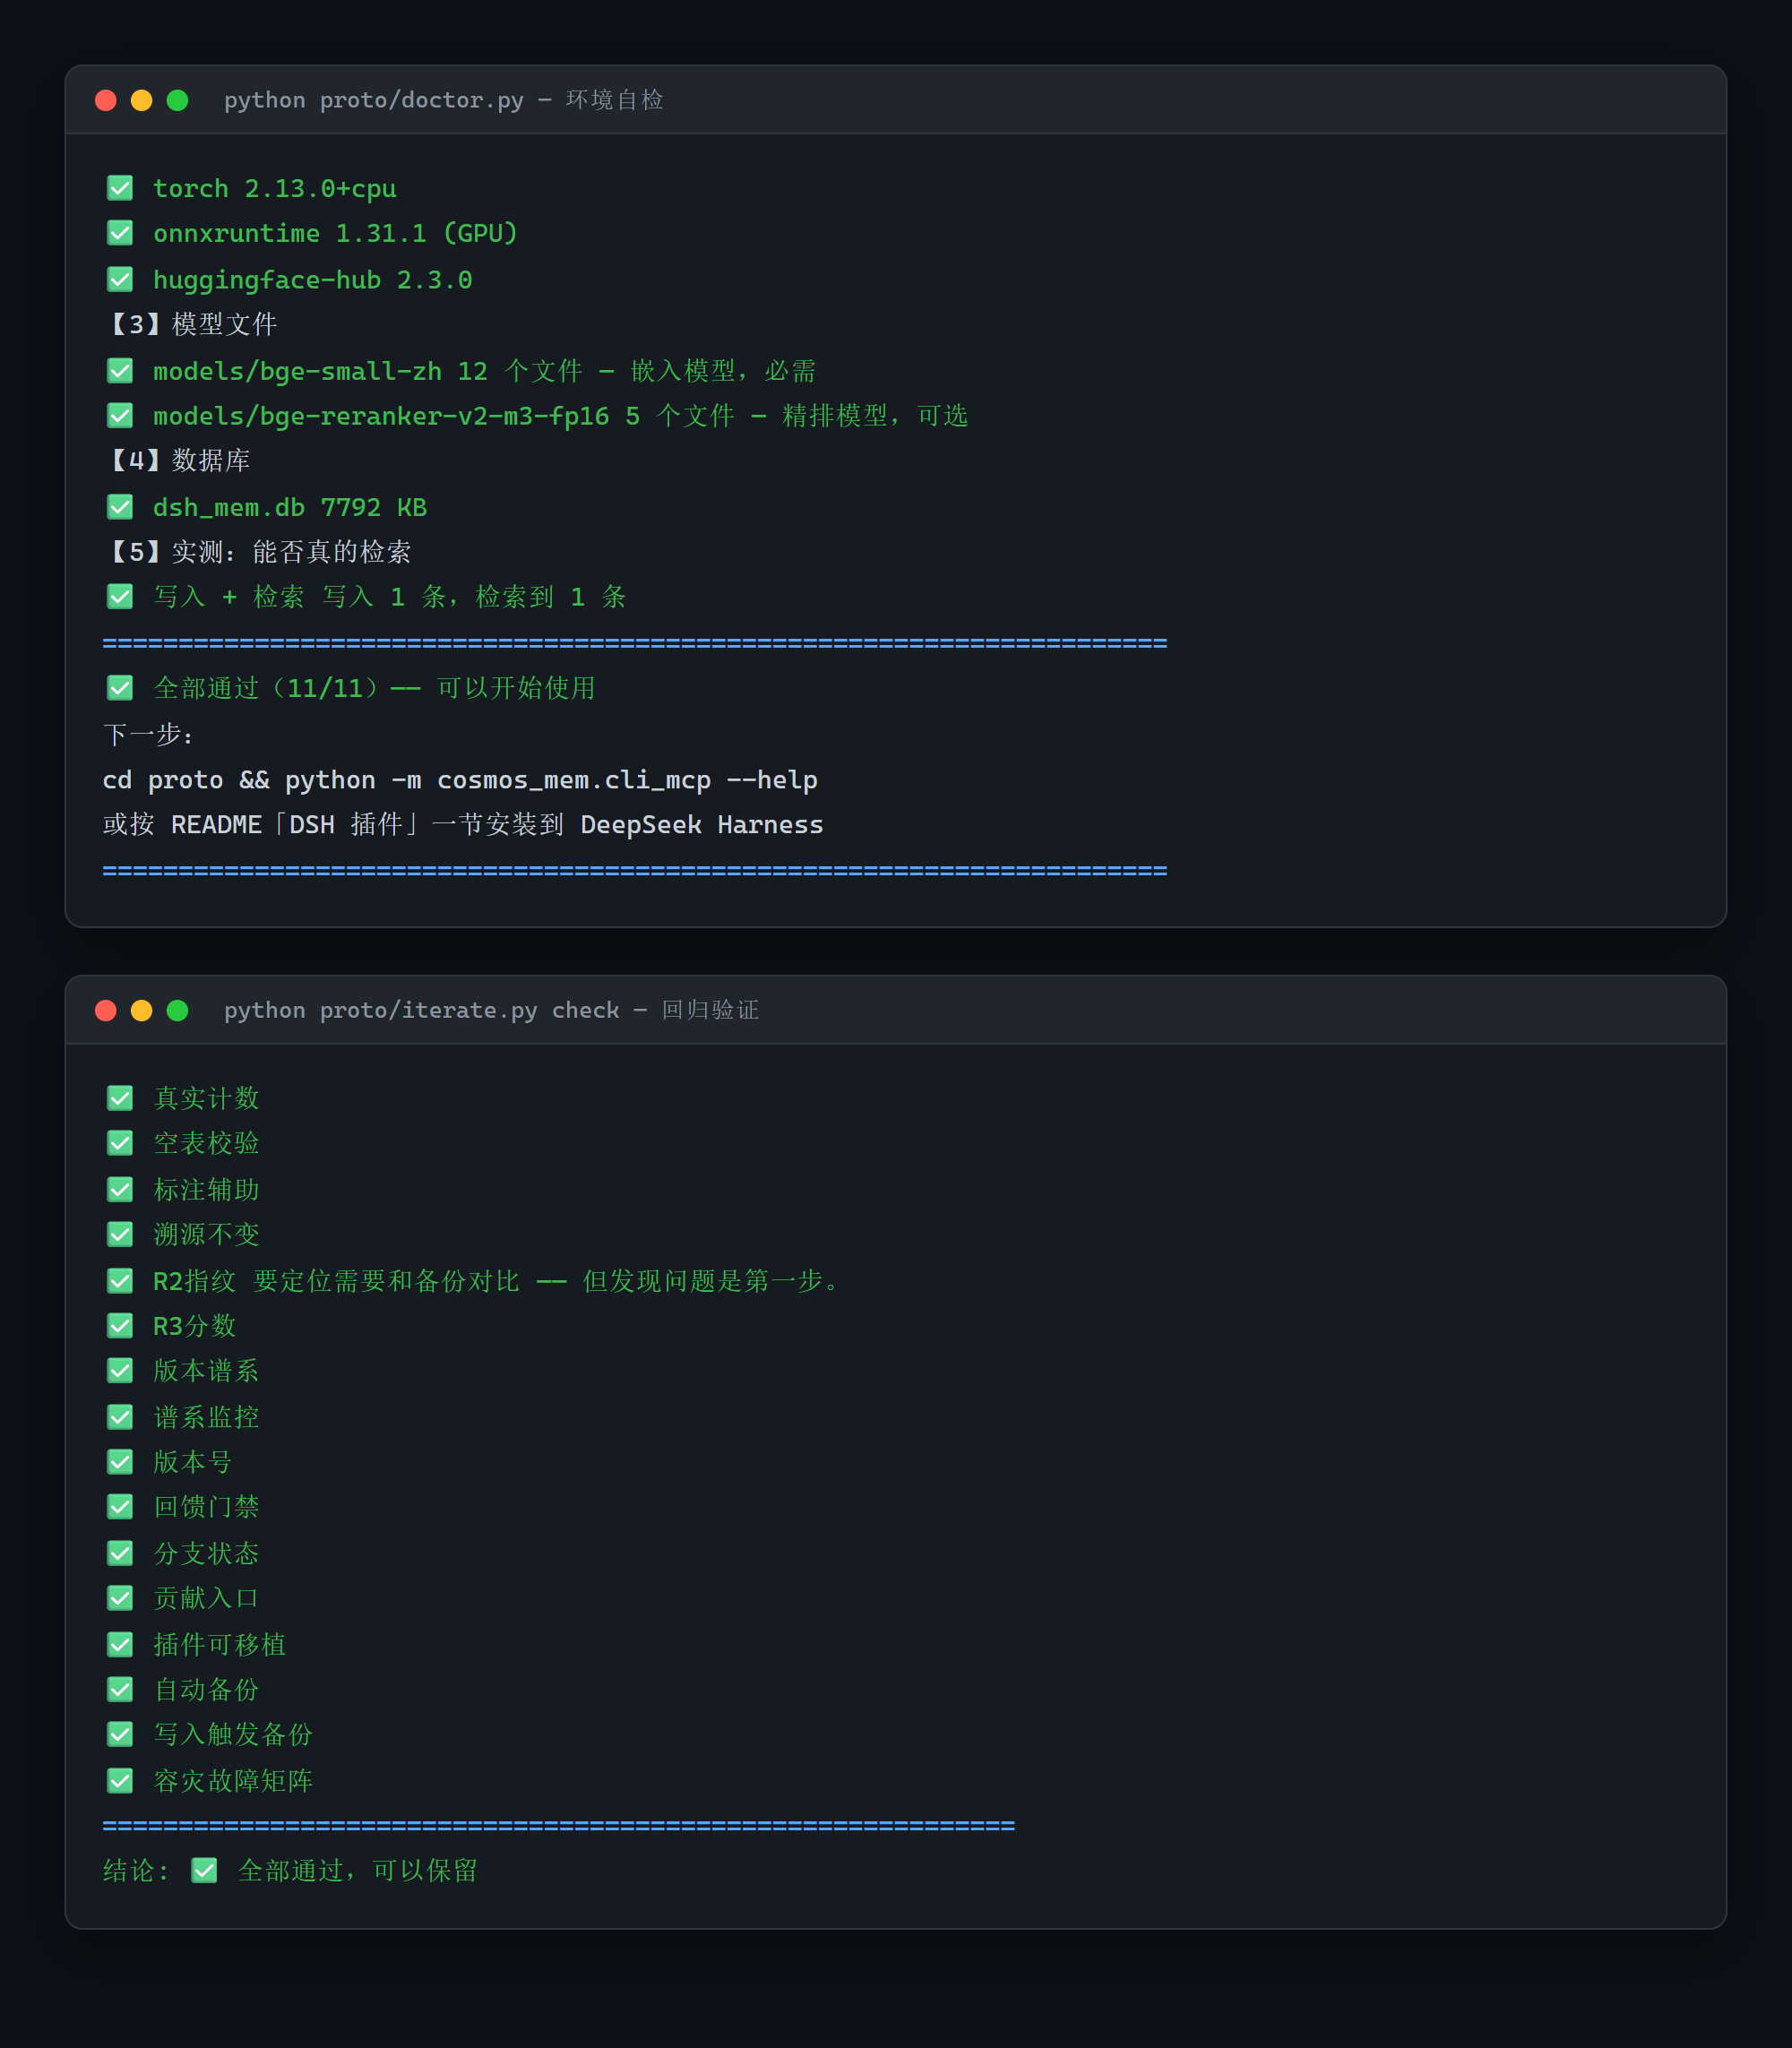 python proto/doctor.py — 环境自检
✅ torch 2.13.0+cpu
✅ onnxruntime 1.31.1 (GPU)
✅ huggingface-hub 2.3.0
【3】模型文件
✅ models/bge-small-zh 12 个文件 — 嵌入模型，必需
✅ models/bge-reranker-v2-m3-fp16 5 个文件 — 精排模型，可选
【4】数据库
✅ dsh_mem.db 7792 KB
【5】实测：能否真的检索
✅ 写入 + 检索 写入 1 条，检索到 1 条
======================================================================
✅ 全部通过（11/11）—— 可以开始使用
下一步：
cd proto && python -m cosmos_mem.cli_mcp --help
或按 README「DSH 插件」一节安装到 DeepSeek Harness
======================================================================
python proto/iterate.py check — 回归验证
✅ 真实计数
✅ 空表校验
✅ 标注辅助
✅ 溯源不变
✅ R2指纹 要定位需要和备份对比 —— 但发现问题是第一步。
✅ R3分数
✅ 版本谱系
✅ 谱系监控
✅ 版本号
✅ 回馈门禁
✅ 分支状态
✅ 贡献入口
✅ 插件可移植
✅ 自动备份
✅ 写入触发备份
✅ 容灾故障矩阵
============================================================
结论: ✅ 全部通过，可以保留